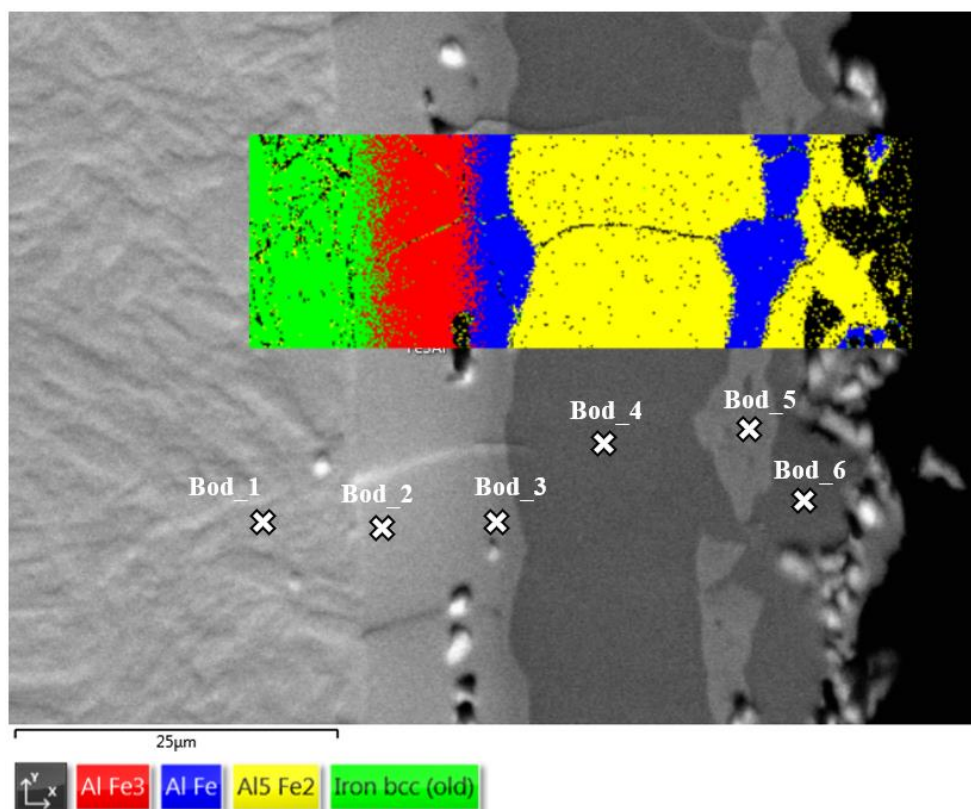 Bod_4
Bod_5
Bod_6
Bod_1
Bod_2
Bod_3
25μm
Y
X
Al Fe3
Al Fe
Al5 Fe2
Iron bcc (old)